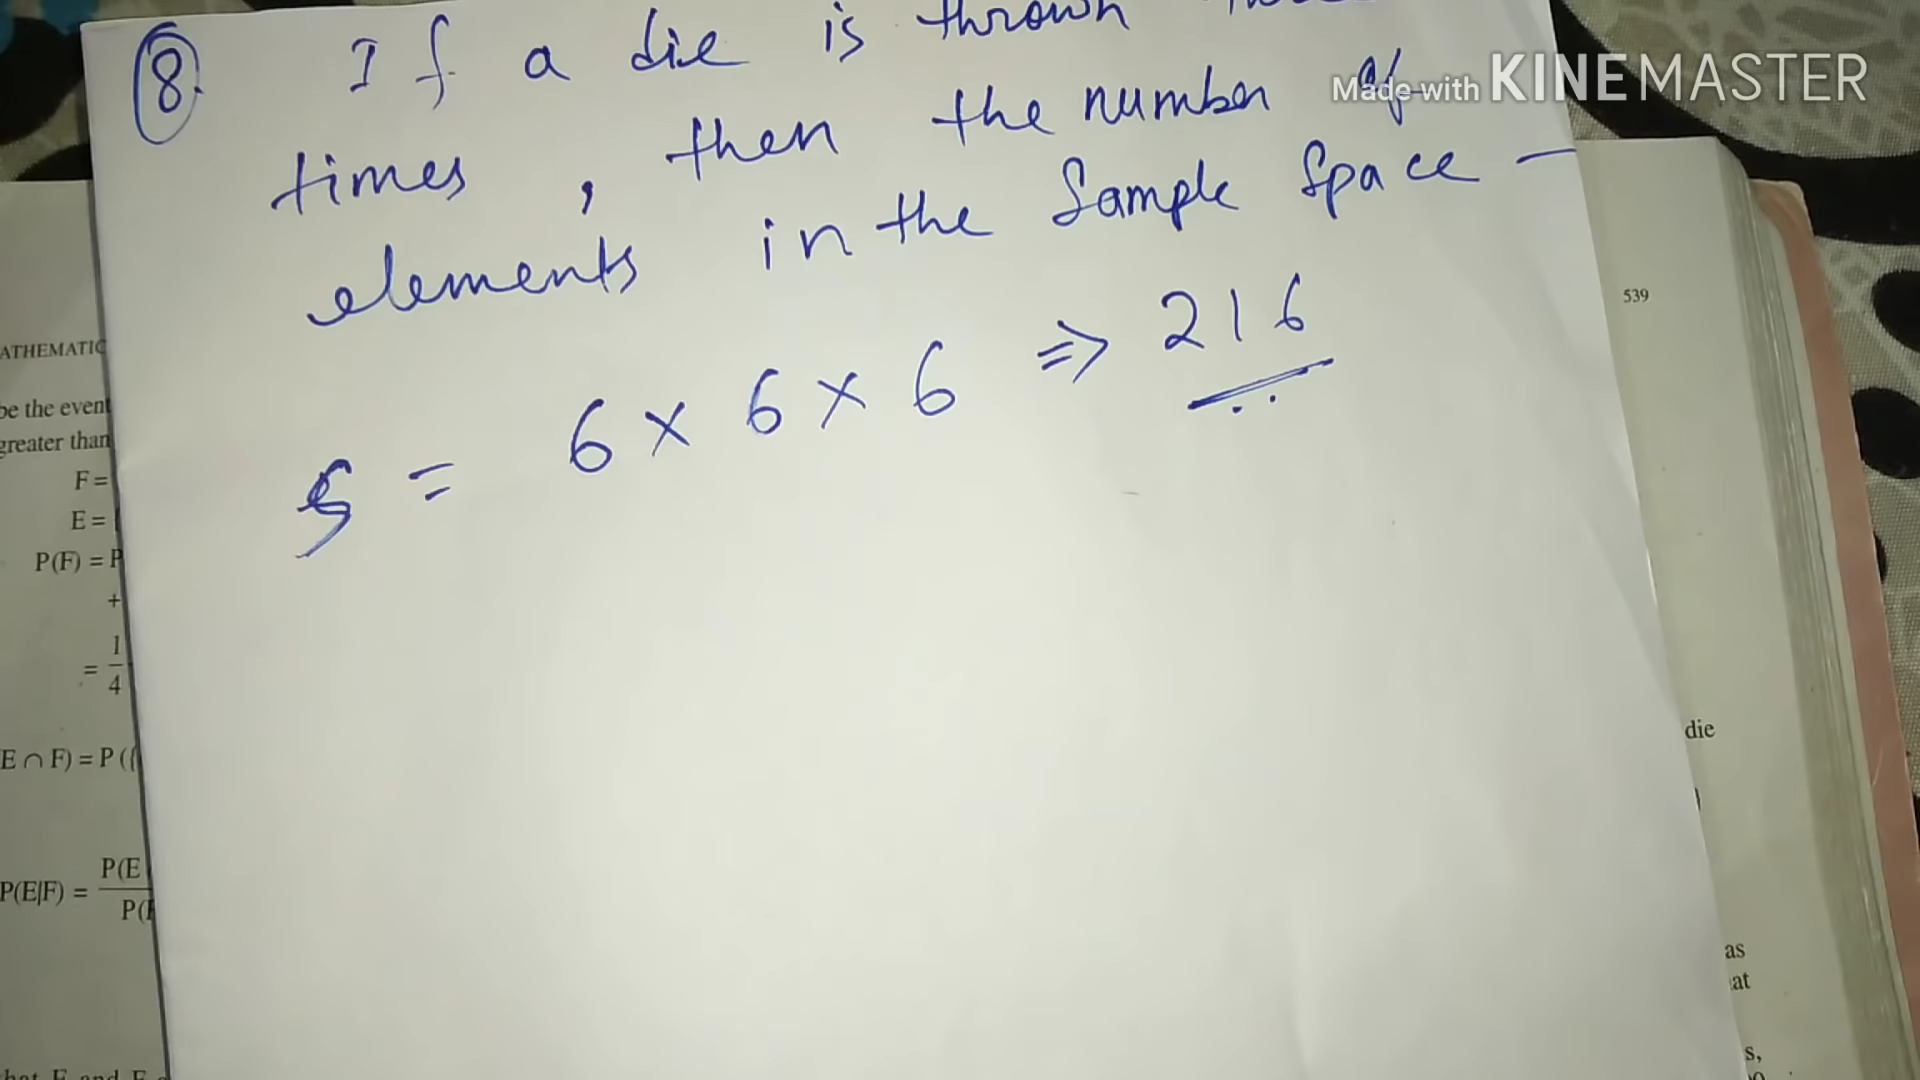 Made with KINEMASTER
8. If a die is thrown
times, then the number of
elements in the Sample Space —
S = 6 × 6 × 6 ⇒ 216
ATHEMATIC
be the event
greater than
F =
E =
P(F) = P
+
= 1/4
E ∩ F) = P ({
P(E|F) = P(E / P(F
539
die
as
at
s,